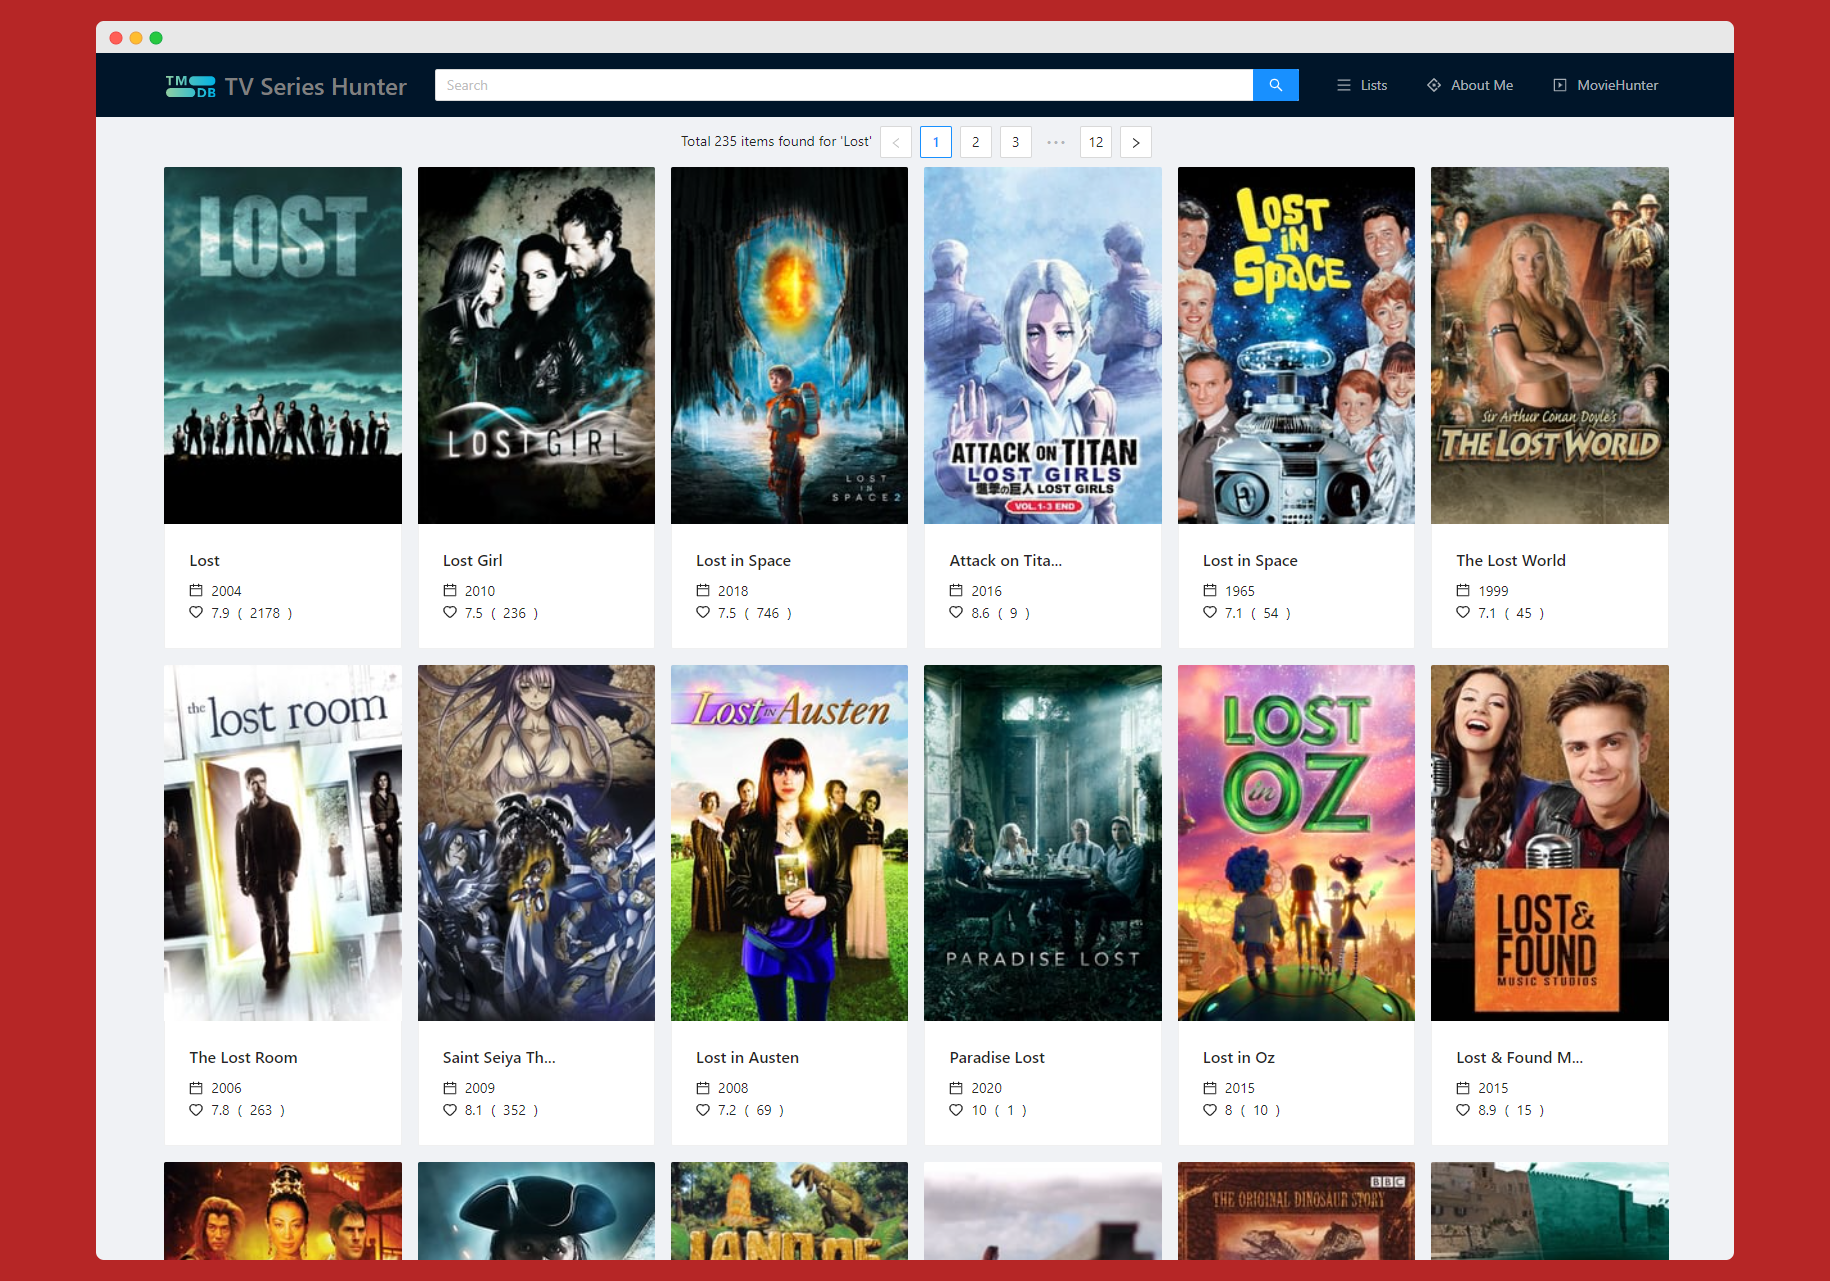 TM
DB
TV Series Hunter
Search
Lists
About Me
MovieHunter
Total 235 items found for 'Lost'
1
2
3
•••
12
LOST
LOST GIRL
LOST
IN
SPACE 2
ATTACK ON TITAN
LOST GIRLS
進撃の巨人 LOST GIRLS
VOL.1-3 END
LOST
IN
SPACE
Sir Arthur Conan Doyle's
THE LOST WORLD
Lost
2004
7.9 ( 2178 )
Lost Girl
2010
7.5 ( 236 )
Lost in Space
2018
7.5 ( 746 )
Attack on Tita...
2016
8.6 ( 9 )
Lost in Space
1965
7.1 ( 54 )
The Lost World
1999
7.1 ( 45 )
the lost room
Lost IN Austen
PARADISE LOST
LOST
in
OZ
LOST&
FOUND
MUSIC STUDIOS
The Lost Room
2006
7.8 ( 263 )
Saint Seiya Th...
2009
8.1 ( 352 )
Lost in Austen
2008
7.2 ( 69 )
Paradise Lost
2020
10 ( 1 )
Lost in Oz
2015
8 ( 10 )
Lost & Found M...
2015
8.9 ( 15 )
LAND OF
BBC
THE ORIGINAL DINOSAUR STORY